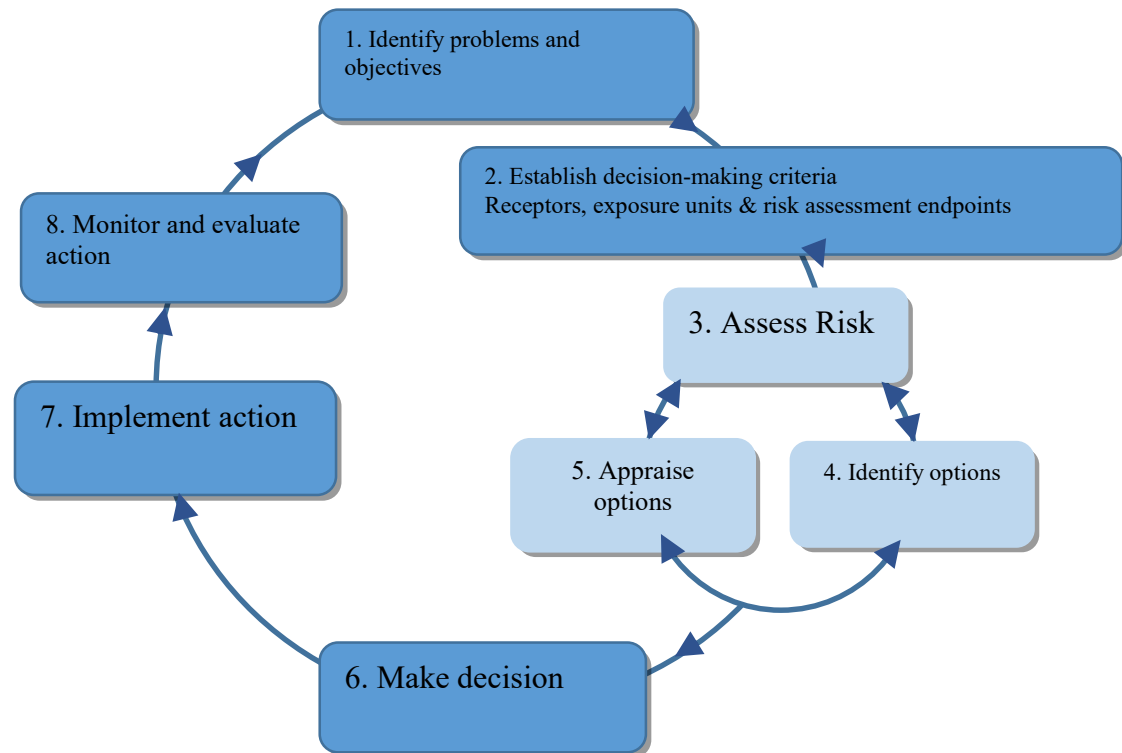 1. Identify problems and
objectives
2. Establish decision-making criteria
Receptors, exposure units & risk assessment endpoints
3. Assess Risk
4. Identify options
5. Appraise
options
6. Make decision
7. Implement action
8. Monitor and evaluate
action